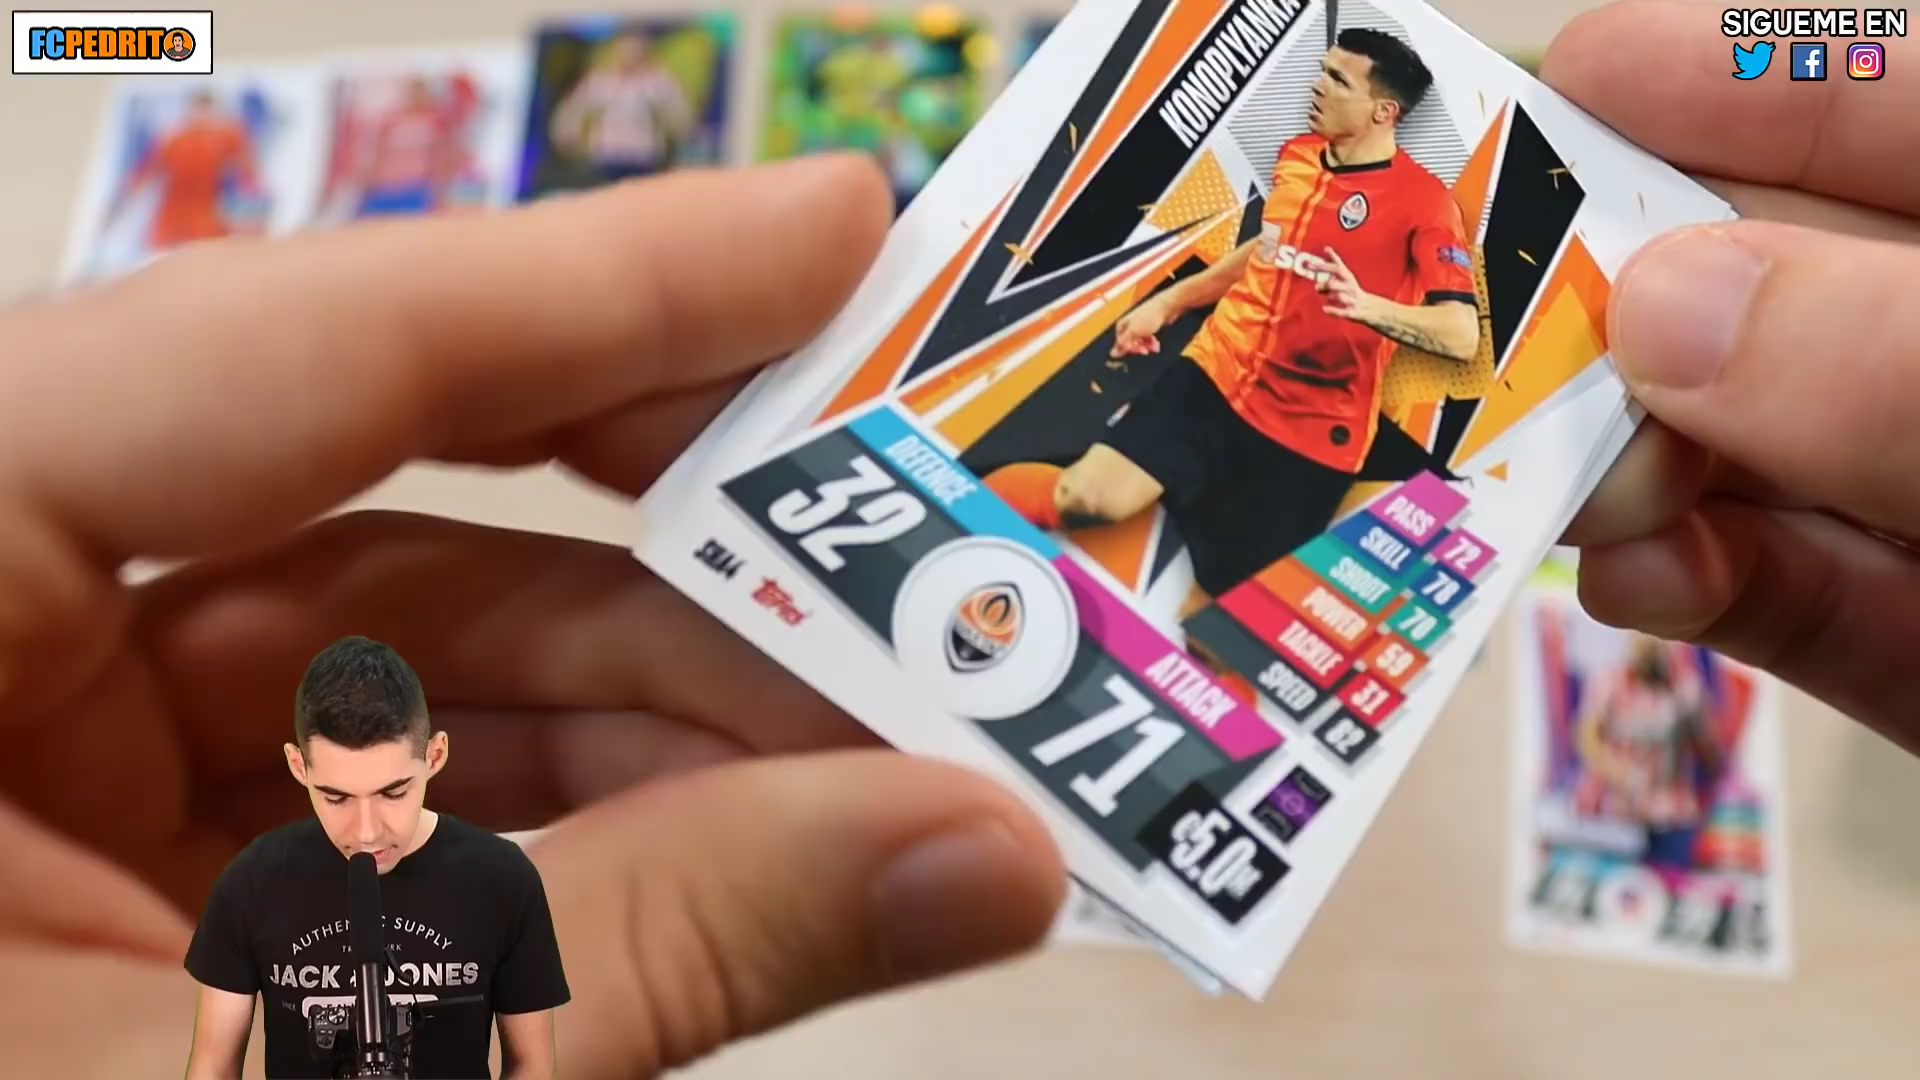 FCPEDRITO
SIGUEME EN
KONOPLYANKA
DEFENCE
32
ATTACK
71
PASS 72
SKILL 78
SHOOT 70
POWER 59
TACKLE 31
SPEED 82
SHA14
Topps
5.0M
AUTHENTIC SUPPLY
JACK & JONES